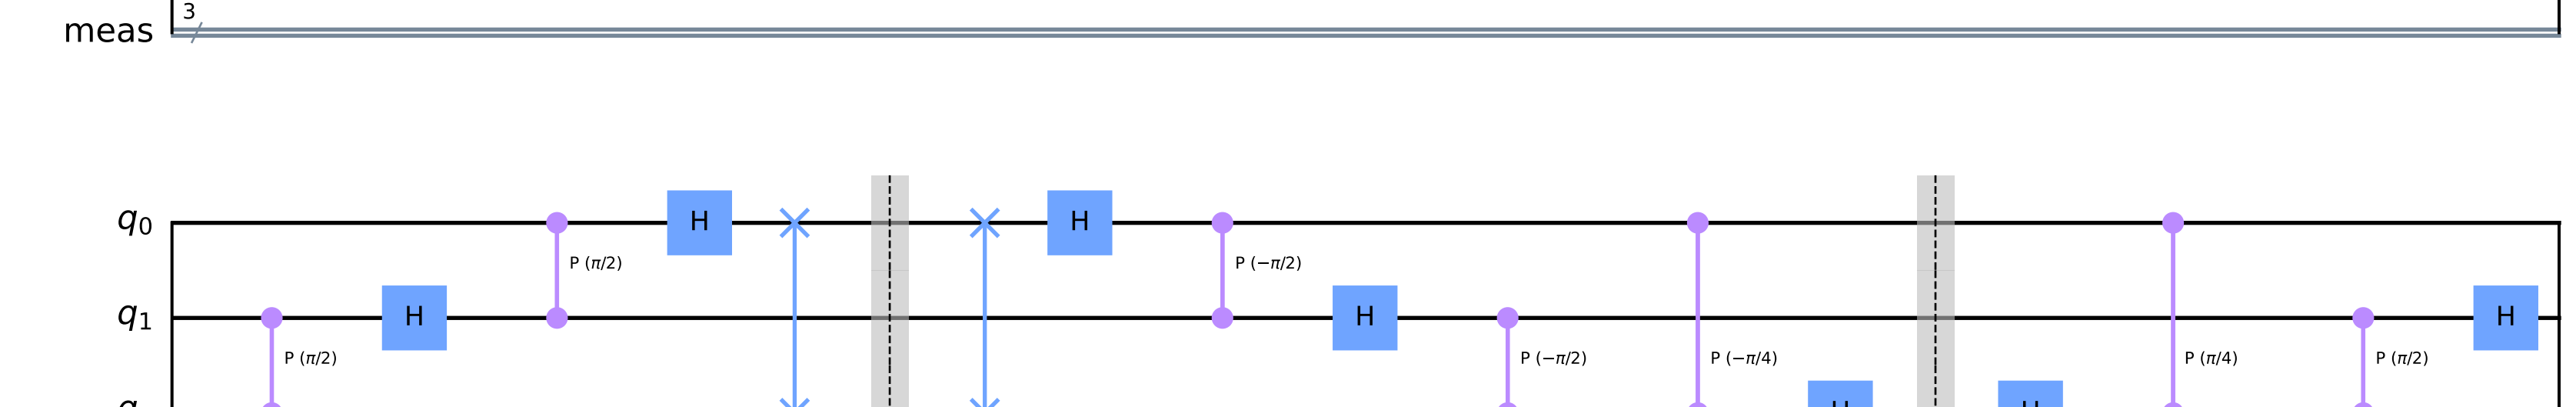 3
meas
q0 H H
P (π/2) P (−π/2)
q1 H H H
P (π/2) P (−π/2) P (−π/4) P (π/4) P (π/2)